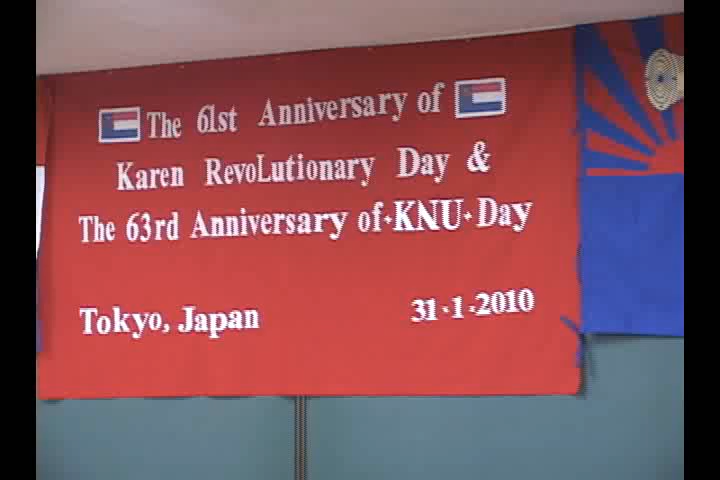 The 61st Anniversary of
Karen RevoLutionary Day &
The 63rd Anniversary of KNU Day
Tokyo, Japan 31-1-2010